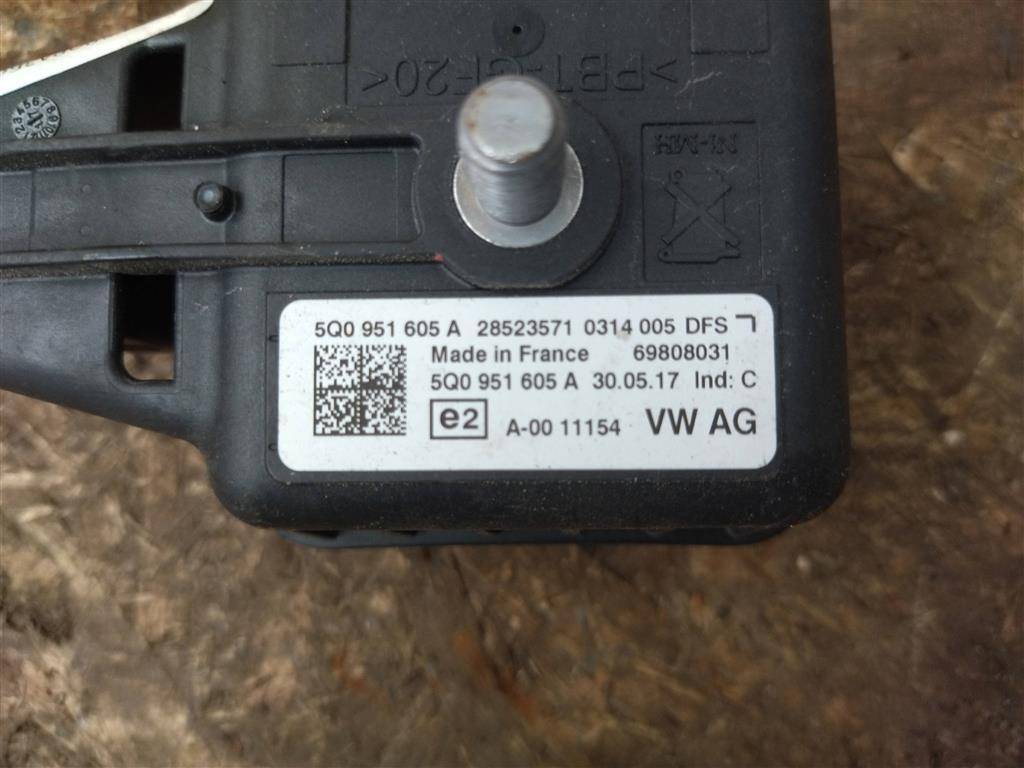 >PBT-GF20<
Ni-MH
5Q0 951 605 A 28523571 0314 005 DFS
Made in France 69808031
5Q0 951 605 A 30.05.17 Ind: C
e2 A-00 11154 VW AG